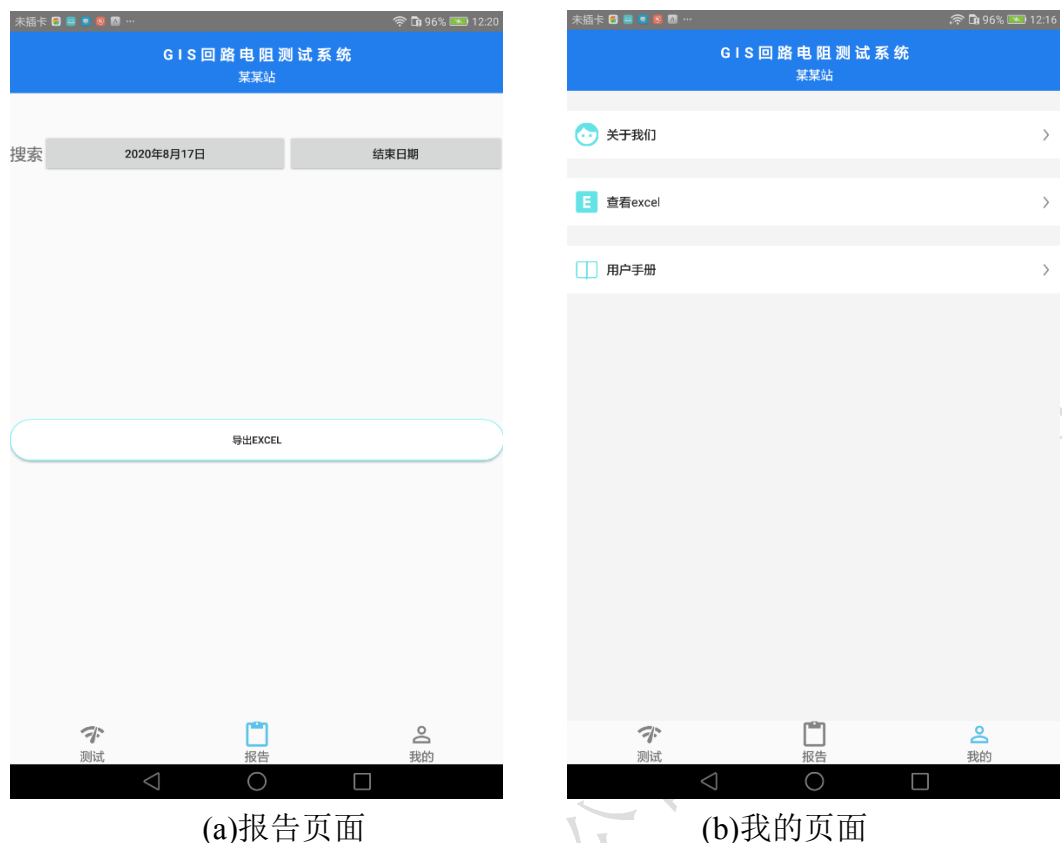 未插卡 96% 12:20
GIS回路电阻测试系统
某某站
搜索 2020年8月17日 结束日期
导出EXCEL
测试 报告 我的
(a)报告页面
未插卡 96% 12:16
GIS回路电阻测试系统
某某站
关于我们
E 查看excel
用户手册
测试 报告 我的
(b)我的页面